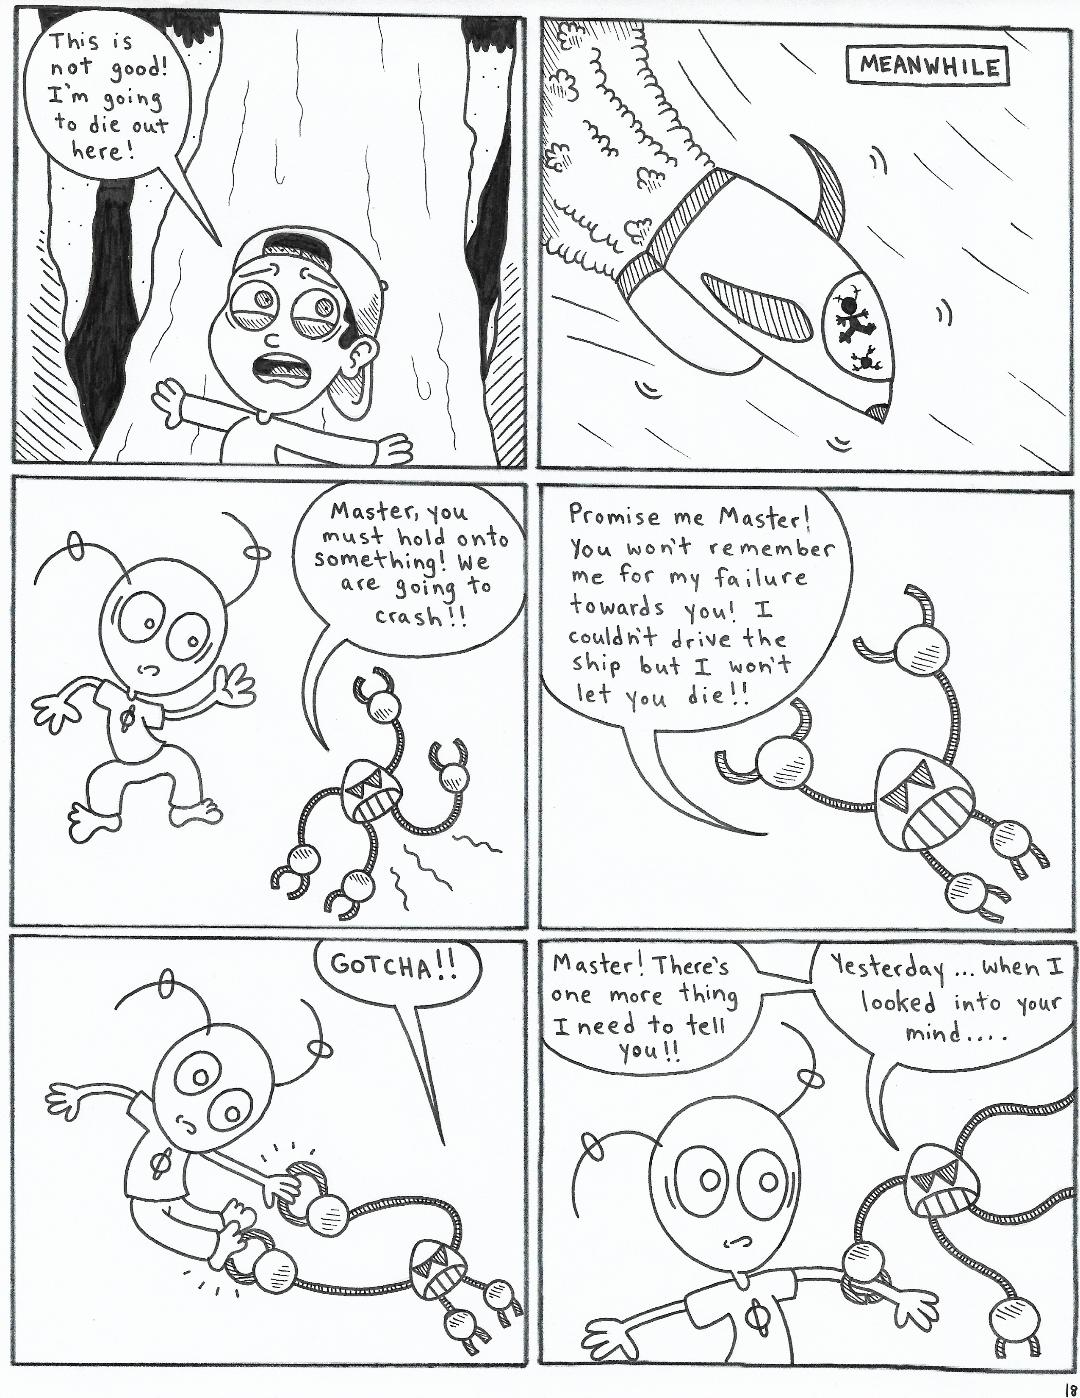 This is
not good!
I'm going
to die out
here!
MEANWHILE
Master, you
must hold onto
something! We
are going to
crash!!
Promise me Master!
You won't remember
me for my failure
towards you! I
couldn't drive the
ship but I won't
let you die!!
GOTCHA!!
Master! There's
one more thing
I need to tell
you!!
Yesterday... when I
looked into your
mind....
18